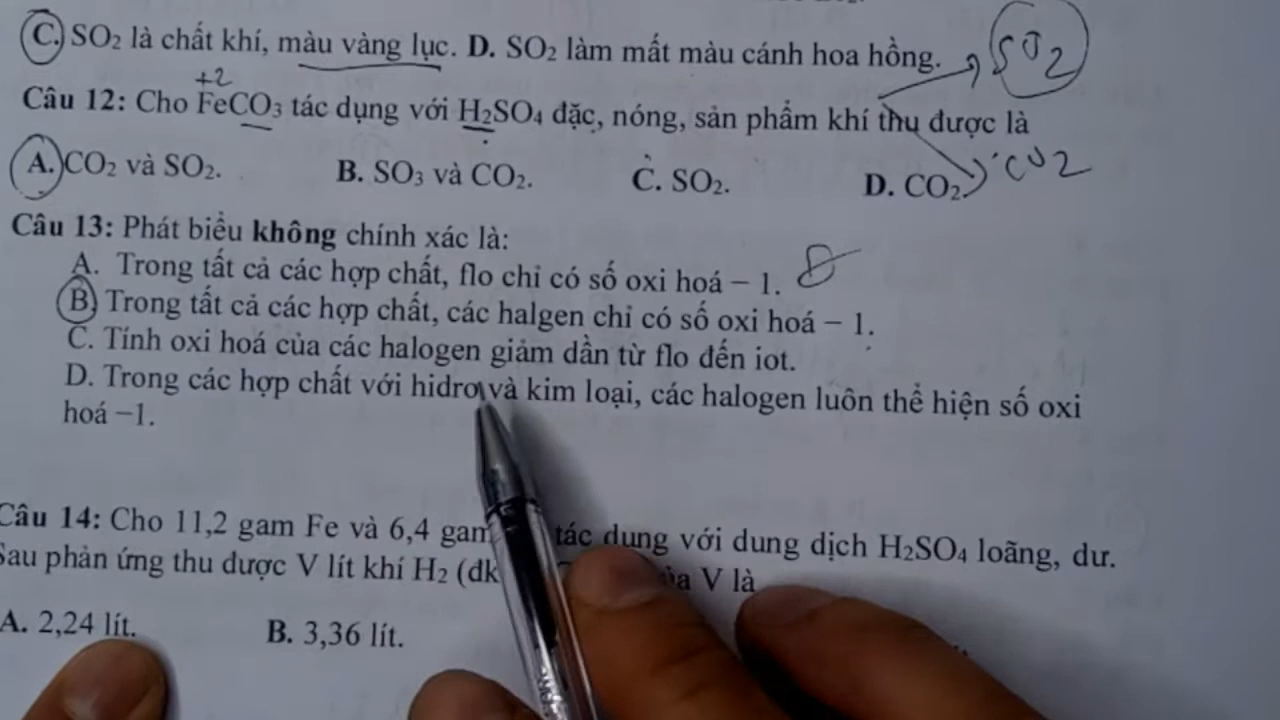 C. SO₂ là chất khí, màu vàng lục. D. SO₂ làm mất màu cánh hoa hồng.
SO2
+2
Câu 12: Cho FeCO₃ tác dụng với H₂SO₄ đặc, nóng, sản phẩm khí thu được là
CO2
A. CO₂ và SO₂. B. SO₃ và CO₂. C. SO₂. D. CO₂.
Câu 13: Phát biểu không chính xác là:
A. Trong tất cả các hợp chất, flo chỉ có số oxi hoá − 1.
B. Trong tất cả các hợp chất, các halgen chỉ có số oxi hoá − 1.
C. Tính oxi hoá của các halogen giảm dần từ flo đến iot.
D. Trong các hợp chất với hidro và kim loại, các halogen luôn thể hiện số oxi
hoá −1.
Câu 14: Cho 11,2 gam Fe và 6,4 gam tác dụng với dung dịch H₂SO₄ loãng, dư.
Sau phản ứng thu được V lít khí H₂ (đk của V là
A. 2,24 lít. B. 3,36 lít.